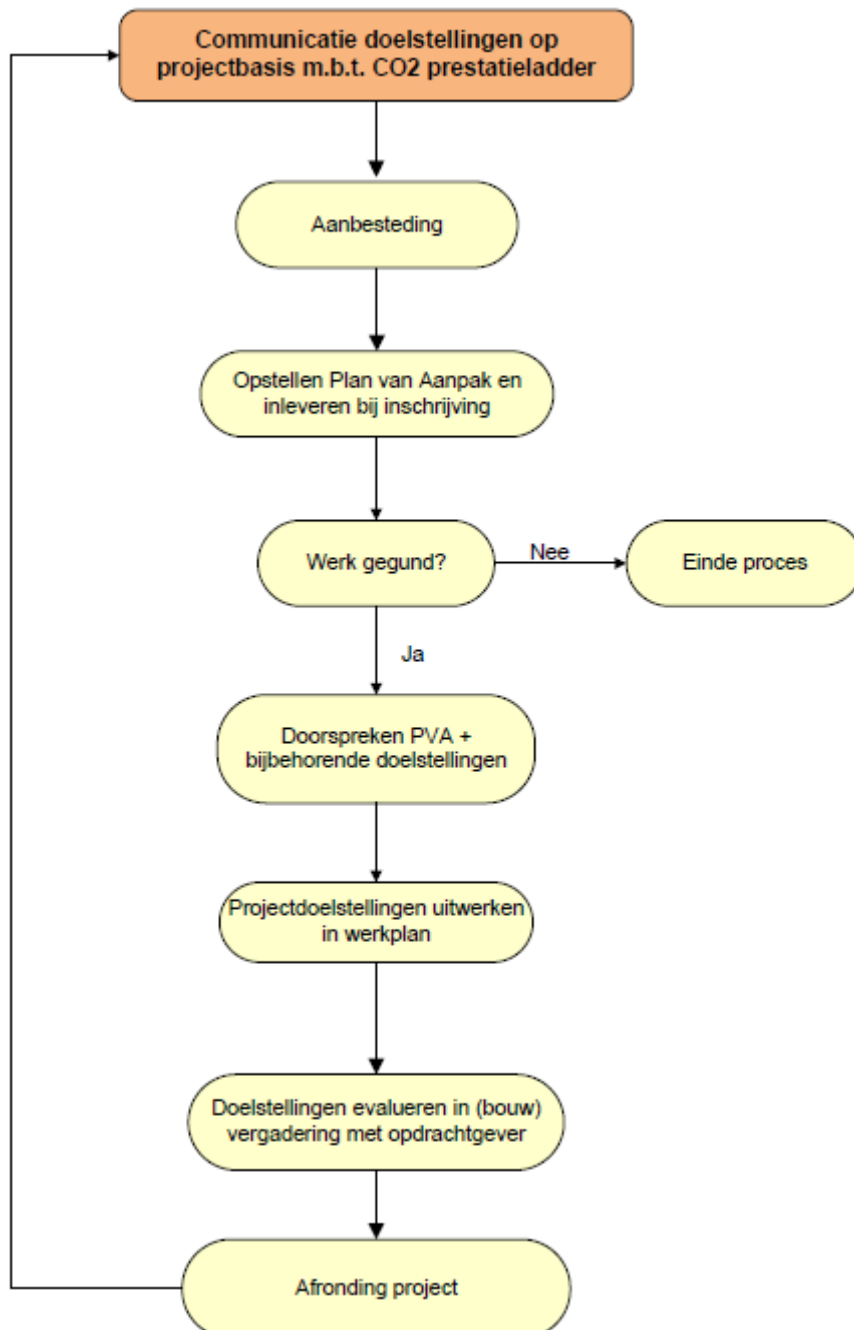 Communicatie doelstellingen op
projectbasis m.b.t. CO2 prestatieladder
Aanbesteding
Opstellen Plan van Aanpak en
inleveren bij inschrijving
Werk gegund?
Nee
Einde proces
Ja
Doorspreken PVA +
bijbehorende doelstellingen
Projectdoelstellingen uitwerken
in werkplan
Doelstellingen evalueren in (bouw)
vergadering met opdrachtgever
Afronding project